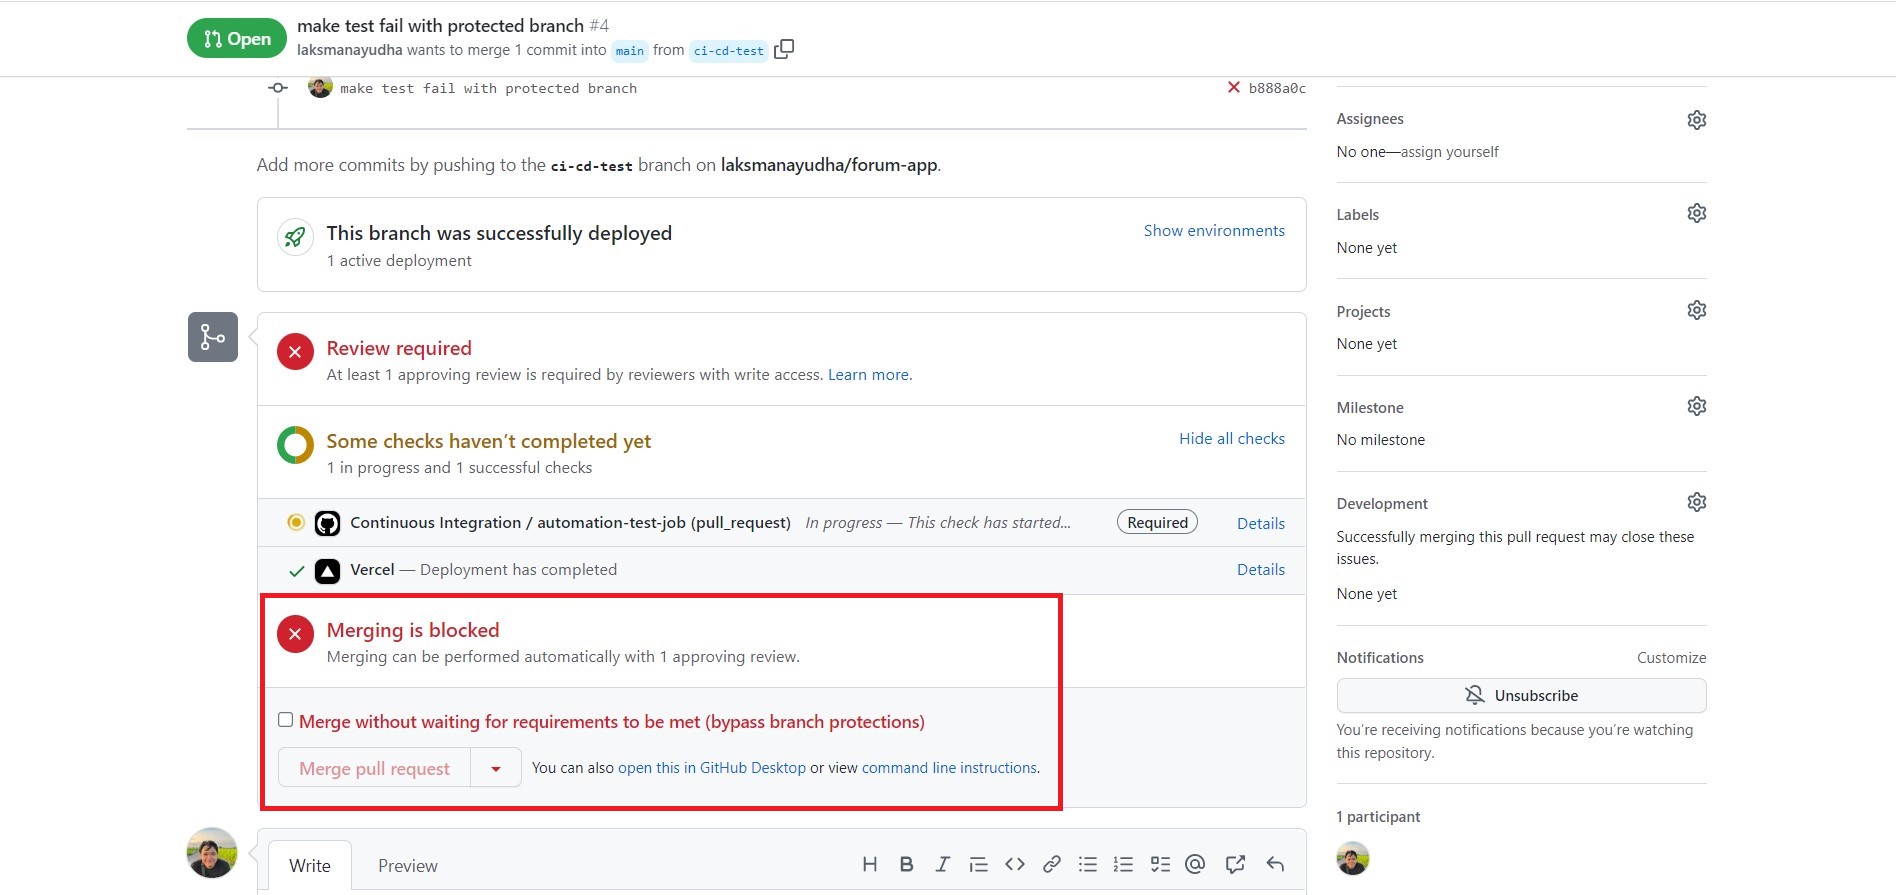 Open
make test fail with protected branch #4
laksmanayudha wants to merge 1 commit into main from ci-cd-test
make test fail with protected branch b888a0c
Add more commits by pushing to the ci-cd-test branch on laksmanayudha/forum-app.
This branch was successfully deployed
Show environments
1 active deployment
Review required
At least 1 approving review is required by reviewers with write access. Learn more.
Some checks haven’t completed yet
Hide all checks
1 in progress and 1 successful checks
Continuous Integration / automation-test-job (pull_request) In progress — This check has started... Required Details
Vercel — Deployment has completed Details
Merging is blocked
Merging can be performed automatically with 1 approving review.
Merge without waiting for requirements to be met (bypass branch protections)
Merge pull request
You can also open this in GitHub Desktop or view command line instructions.
Write Preview
Assignees
No one—assign yourself
Labels
None yet
Projects
None yet
Milestone
No milestone
Development
Successfully merging this pull request may close these
issues.
None yet
Notifications Customize
Unsubscribe
You’re receiving notifications because you’re watching
this repository.
1 participant